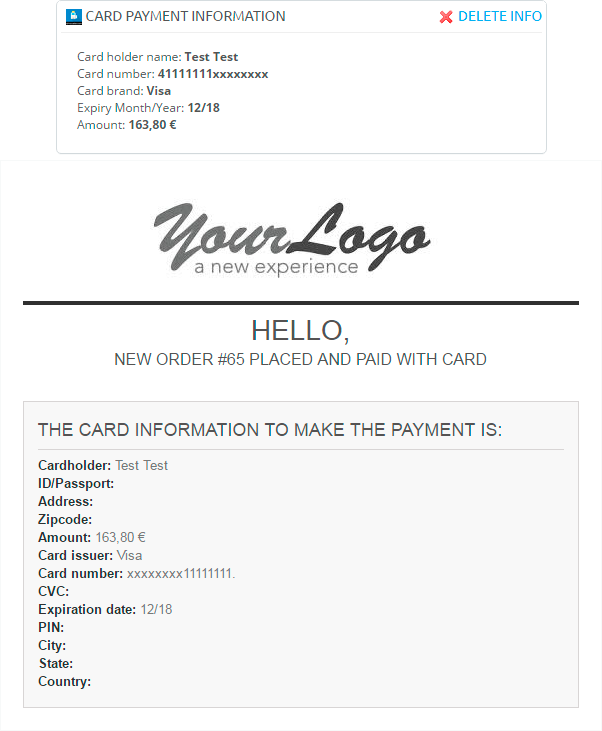 CARD PAYMENT INFORMATION DELETE INFO
Card holder name: Test Test
Card number: 41111111xxxxxxxx
Card brand: Visa
Expiry Month/Year: 12/18
Amount: 163,80 €
YourLogo
a new experience
HELLO,
NEW ORDER #65 PLACED AND PAID WITH CARD
THE CARD INFORMATION TO MAKE THE PAYMENT IS:
Cardholder: Test Test
ID/Passport:
Address:
Zipcode:
Amount: 163,80 €
Card issuer: Visa
Card number: xxxxxxxx11111111.
CVC:
Expiration date: 12/18
PIN:
City:
State:
Country: